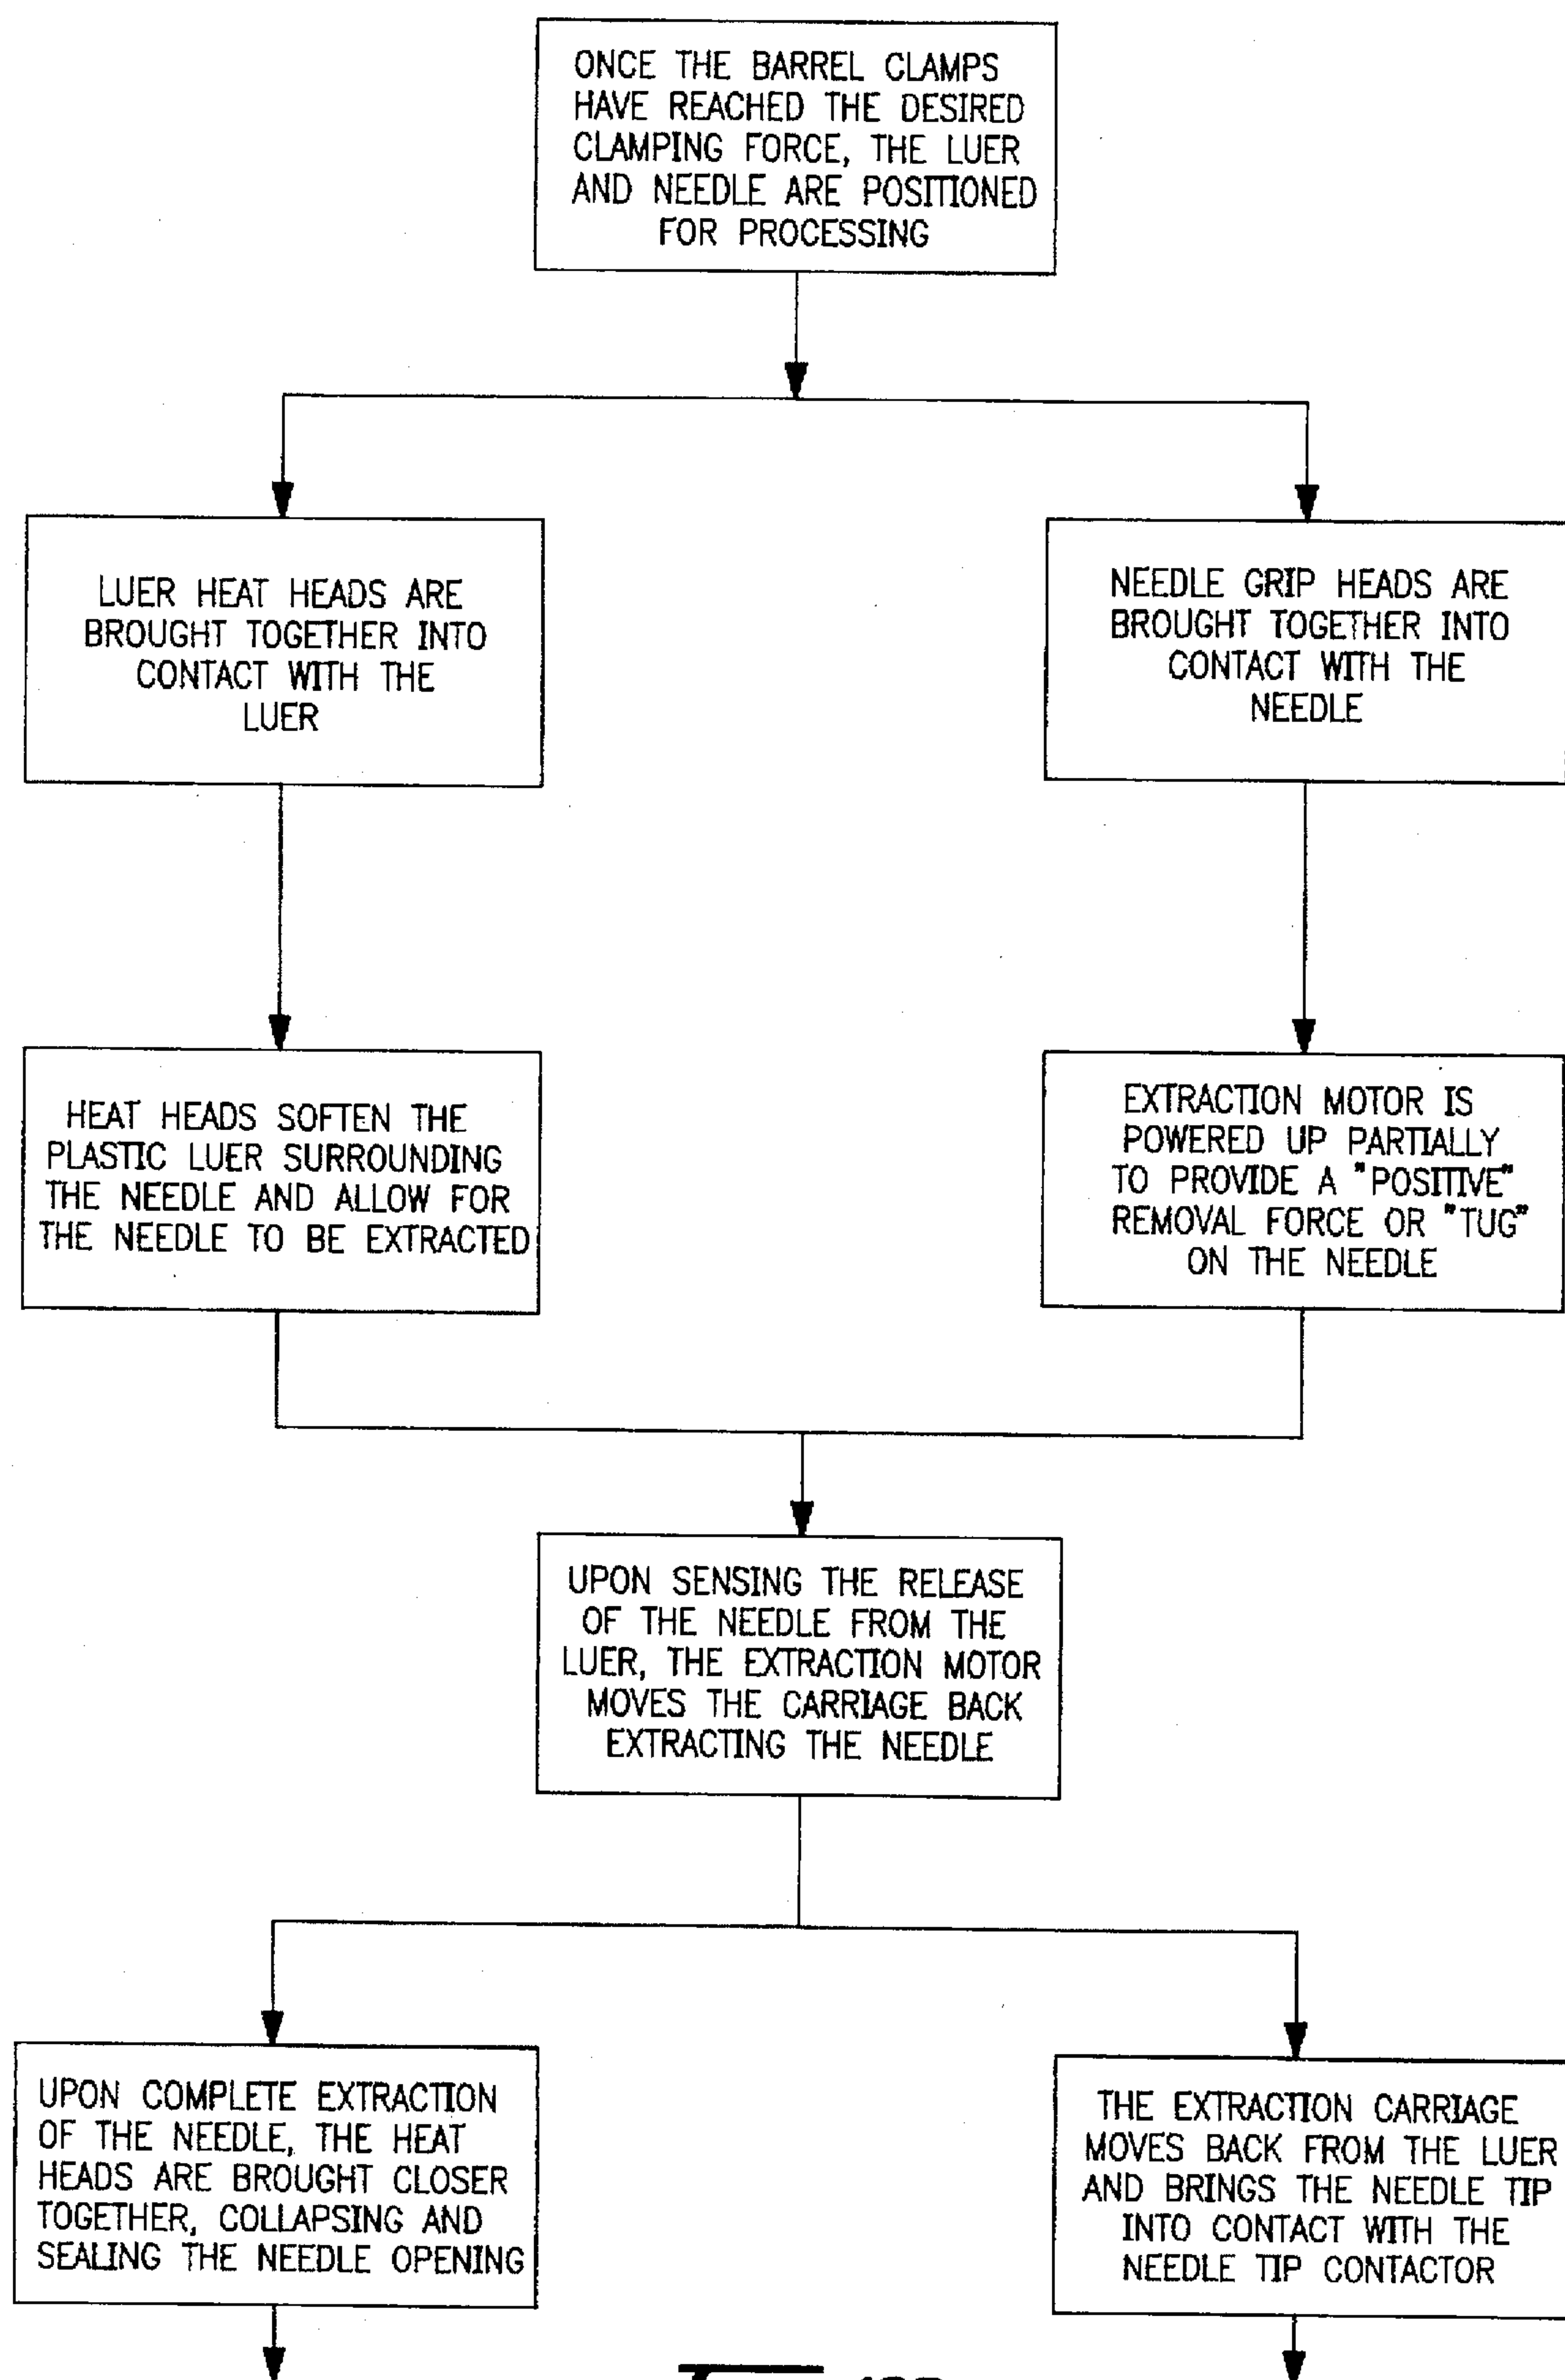 ONCE THE BARREL CLAMPS
HAVE REACHED THE DESIRED
CLAMPING FORCE, THE LUER
AND NEEDLE ARE POSITIONED
FOR PROCESSING
LUER HEAT HEADS ARE
BROUGHT TOGETHER INTO
CONTACT WITH THE
LUER
NEEDLE GRIP HEADS ARE
BROUGHT TOGETHER INTO
CONTACT WITH THE
NEEDLE
HEAT HEADS SOFTEN THE
PLASTIC LUER SURROUNDING
THE NEEDLE AND ALLOW FOR
THE NEEDLE TO BE EXTRACTED
EXTRACTION MOTOR IS
POWERED UP PARTIALLY
TO PROVIDE A "POSITIVE"
REMOVAL FORCE OR "TUG"
ON THE NEEDLE
UPON SENSING THE RELEASE
OF THE NEEDLE FROM THE
LUER, THE EXTRACTION MOTOR
MOVES THE CARRIAGE BACK
EXTRACTING THE NEEDLE
UPON COMPLETE EXTRACTION
OF THE NEEDLE, THE HEAT
HEADS ARE BROUGHT CLOSER
TOGETHER, COLLAPSING AND
SEALING THE NEEDLE OPENING
THE EXTRACTION CARRIAGE
MOVES BACK FROM THE LUER
AND BRINGS THE NEEDLE TIP
INTO CONTACT WITH THE
NEEDLE TIP CONTACTOR